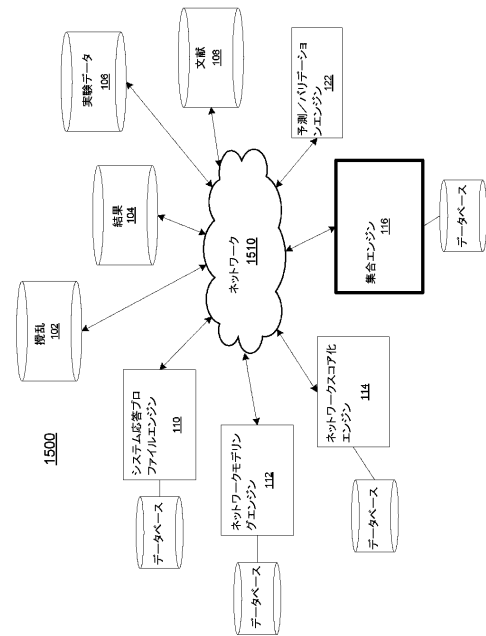 1500
攪乱
102
結果
104
実験データ
106
文献
108
システム応答プロ
ファイルエンジン
110
データベース
ネットワーク
1510
予測/バリデーショ
ンエンジン
122
ネットワークモデリン
グエンジン
112
データベース
ネットワークスコア化
エンジン
114
データベース
集合エンジン
116
データベース